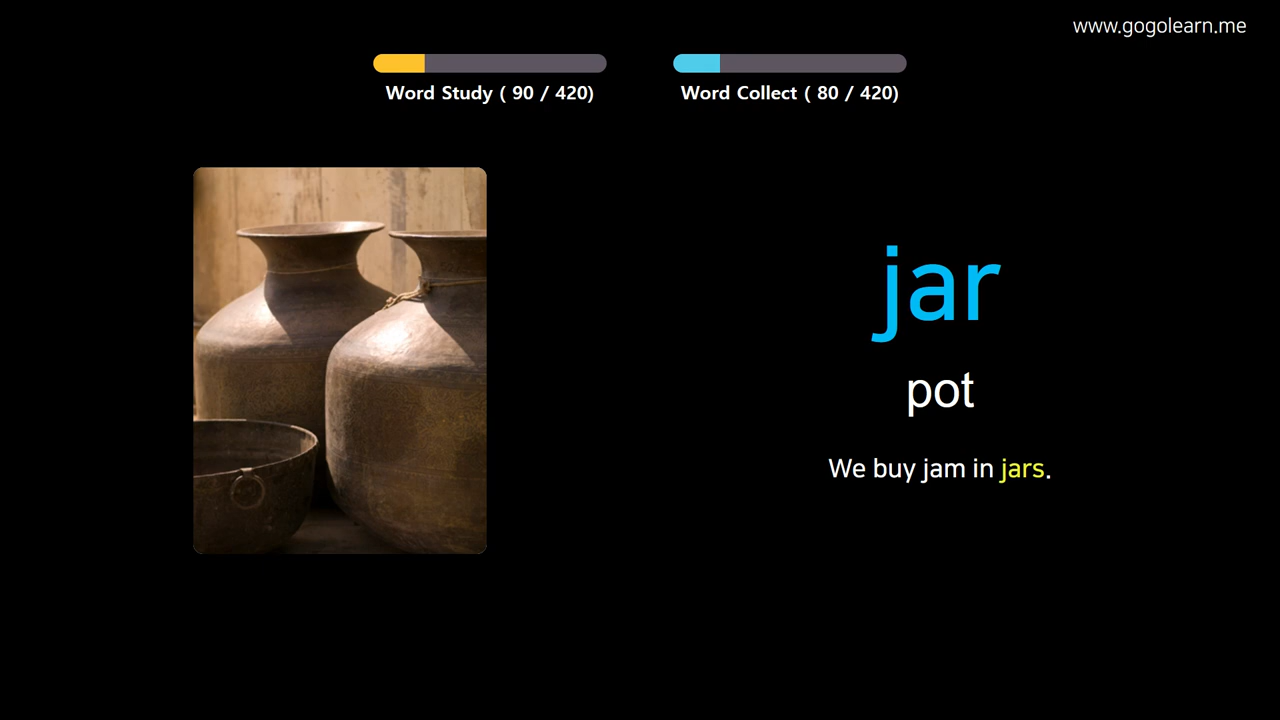 www.gogolearn.me
Word Study ( 90 / 420)
Word Collect ( 80 / 420)
jar
pot
We buy jam in jars.